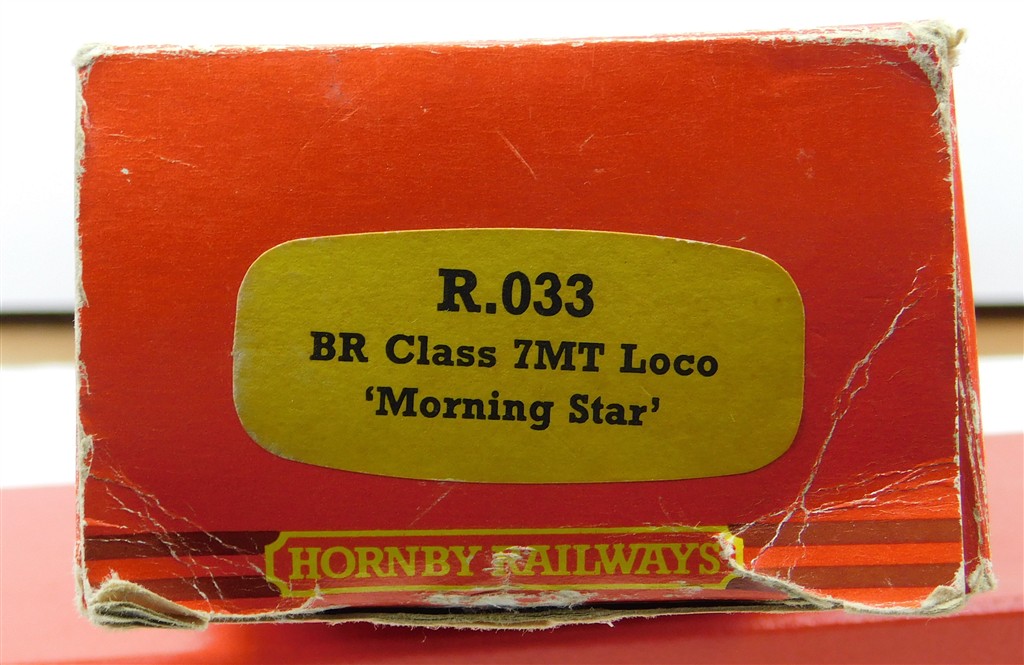 R.033
BR Class 7MT Loco
‘Morning Star’
HORNBY RAILWAYS